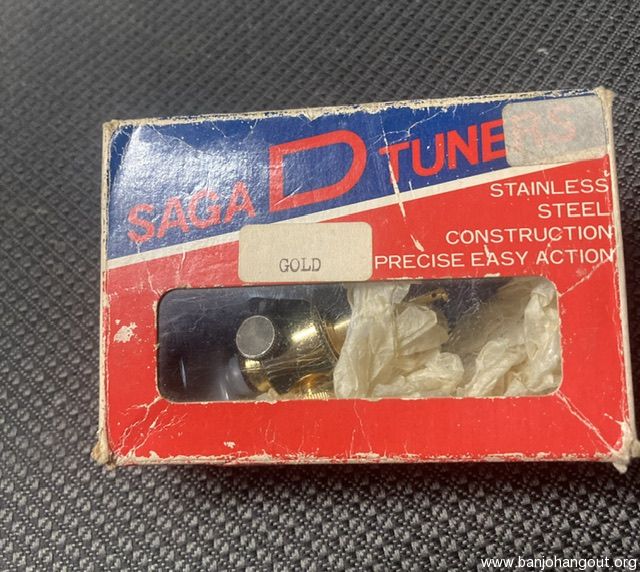 SAGA D TUNERS
STAINLESS
STEEL
CONSTRUCTION
PRECISE EASY ACTION
GOLD
www.banjohangout.org